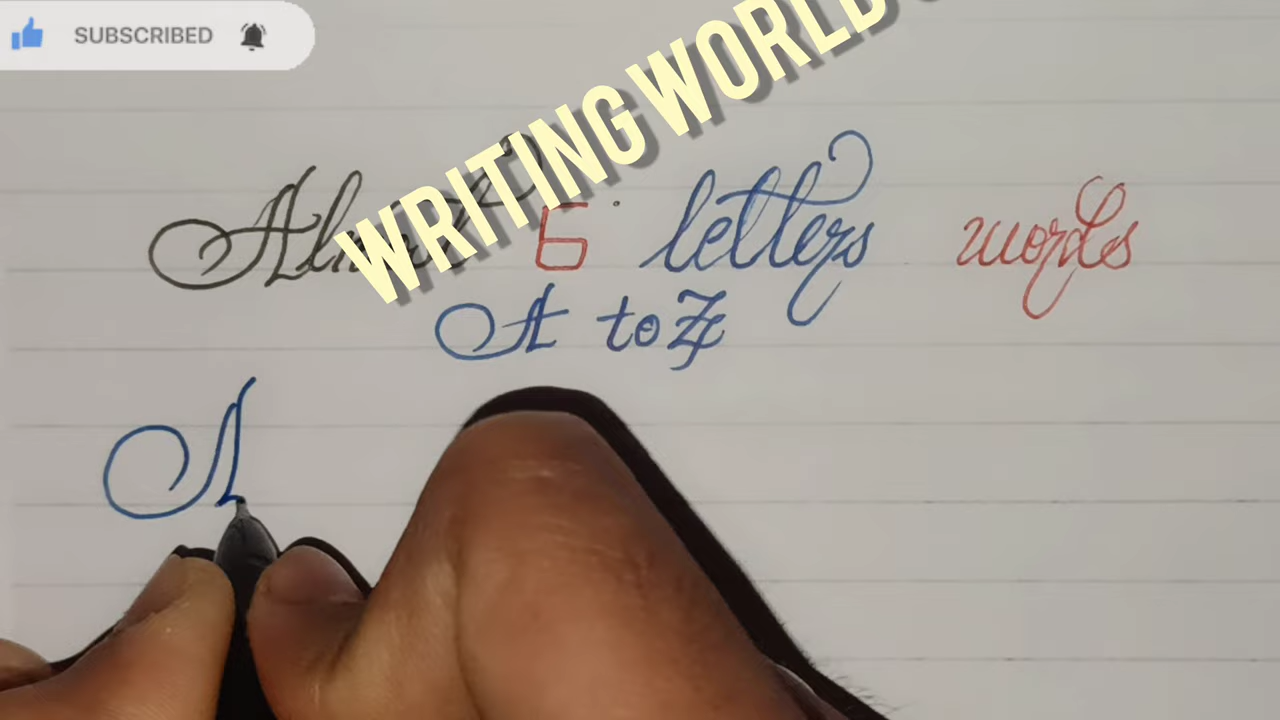 SUBSCRIBED
WRITING WORLD
6 letters words
A to Z
A